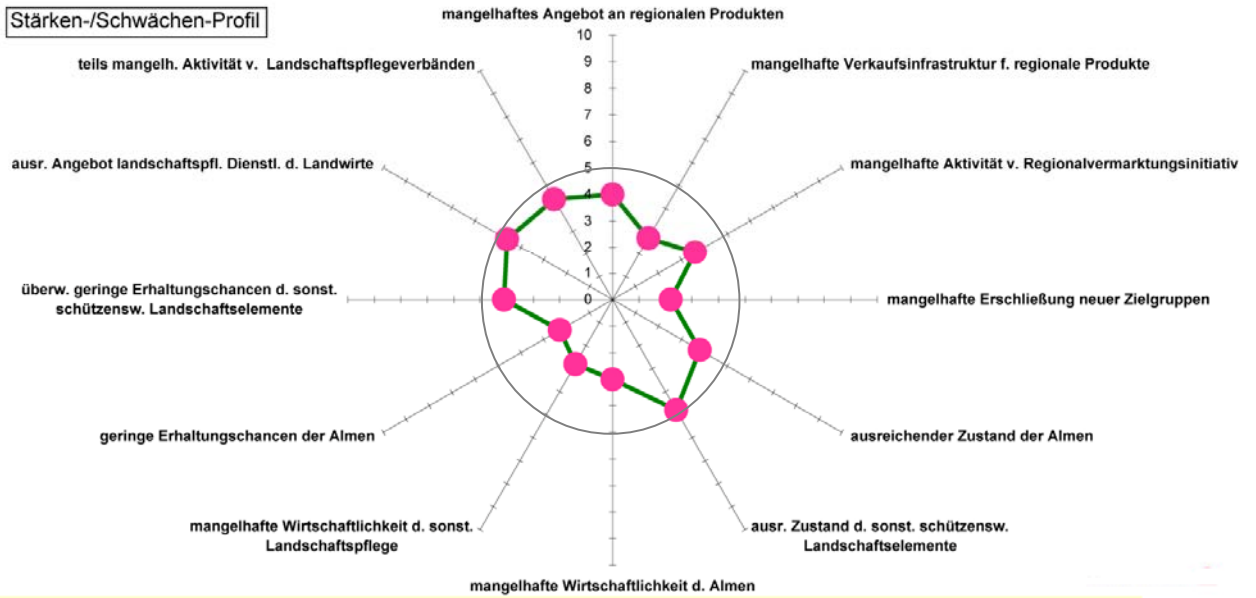 Stärken-/Schwächen-Profil
mangelhaftes Angebot an regionalen Produkten
teils mangelh. Aktivität v. Landschaftspflegeverbänden
mangelhafte Verkaufsinfrastruktur f. regionale Produkte
ausr. Angebot landschaftspfl. Dienstl. d. Landwirte
mangelhafte Aktivität v. Regionalvermarktungsinitiativ
10
9
8
7
6
5
4
3
2
1
0
überw. geringe Erhaltungschancen d. sonst.
schützensw. Landschaftselemente
mangelhafte Erschließung neuer Zielgruppen
geringe Erhaltungschancen der Almen
ausreichender Zustand der Almen
mangelhafte Wirtschaftlichkeit d. sonst.
Landschaftspflege
ausr. Zustand d. sonst. schützensw.
Landschaftselemente
mangelhafte Wirtschaftlichkeit d. Almen